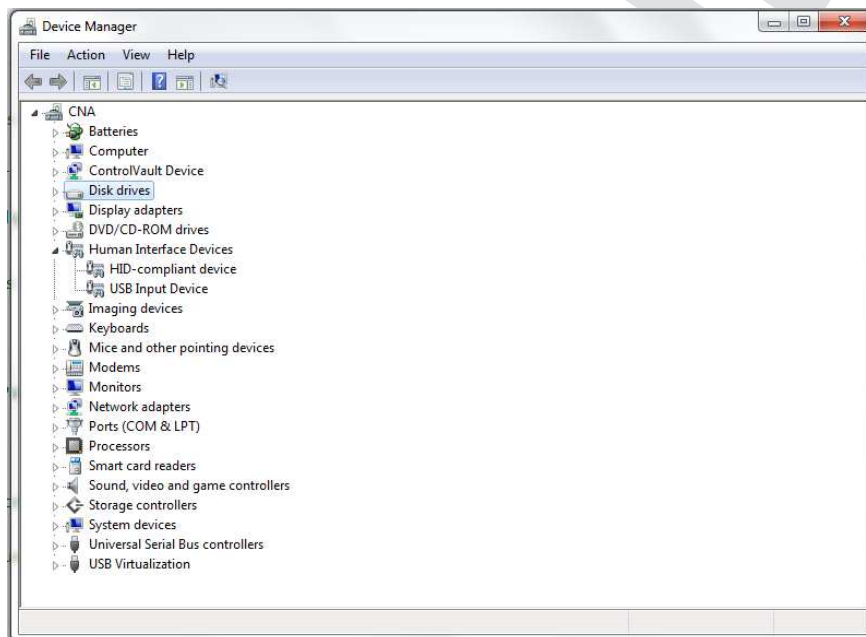 Device Manager
File Action View Help
CNA
Batteries
Computer
ControlVault Device
Disk drives
Display adapters
DVD/CD-ROM drives
Human Interface Devices
HID-compliant device
USB Input Device
Imaging devices
Keyboards
Mice and other pointing devices
Modems
Monitors
Network adapters
Ports (COM & LPT)
Processors
Smart card readers
Sound, video and game controllers
Storage controllers
System devices
Universal Serial Bus controllers
USB Virtualization